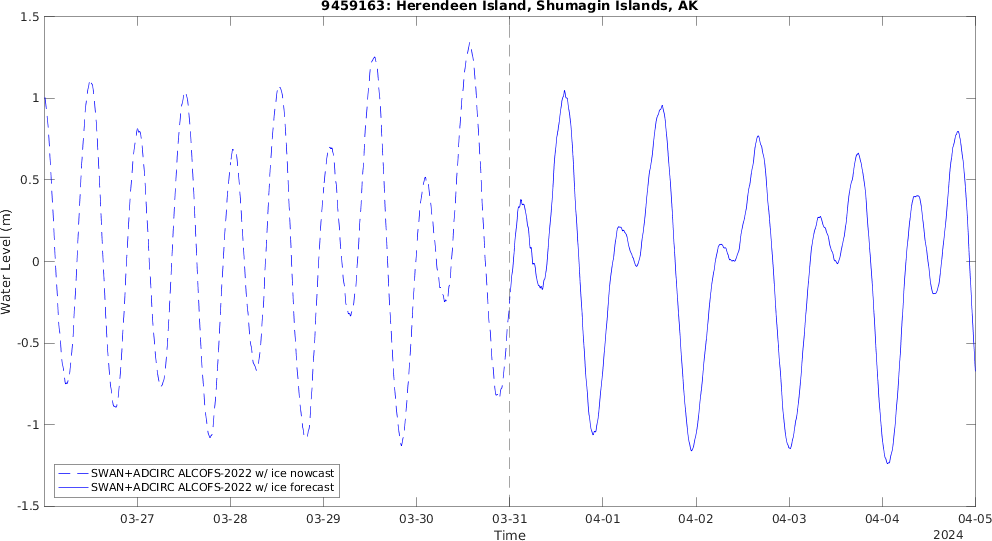 9459163: Herendeen Island, Shumagin Islands, AK
1.5
1
0.5
0
-0.5
-1
-1.5
Water Level (m)
SWAN+ADCIRC ALCOFS-2022 w/ ice nowcast
SWAN+ADCIRC ALCOFS-2022 w/ ice forecast
03-27 03-28 03-29 03-30 03-31 04-01 04-02 04-03 04-04 04-05
Time
2024